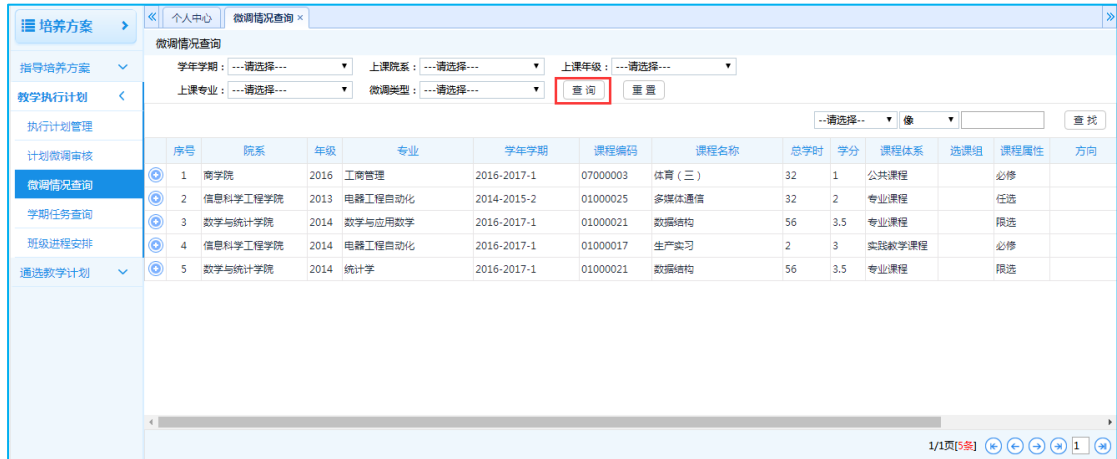 培养方案
个人中心 微调情况查询 ×
微调情况查询
指导培养方案
教学执行计划
执行计划管理
计划微调审核
微调情况查询
学期任务查询
班级进程安排
通选教学计划
学年学期： ---请选择--- 上课院系： ---请选择--- 上课年级： ---请选择---
上课专业： ---请选择--- 微调类型： ---请选择--- 查 询 重 置
--请选择-- 像 查 找
序号 院系 年级 专业 学年学期 课程编码 课程名称 总学时 学分 课程体系 选课组 课程属性 方向
1 商学院 2016 工商管理 2016-2017-1 07000003 体育（三） 32 1 公共课程 必修
2 信息科学工程学院 2013 电器工程自动化 2014-2015-2 01000025 多媒体通信 32 2 专业课程 任选
3 数学与统计学院 2014 数学与应用数学 2016-2017-1 01000021 数据结构 56 3.5 专业课程 限选
4 信息科学工程学院 2014 电器工程自动化 2016-2017-1 01000017 生产实习 2 3 实践教学课程 必修
5 数学与统计学院 2014 统计学 2016-2017-1 01000021 数据结构 56 3.5 专业课程 限选
1/1页[5条] 1